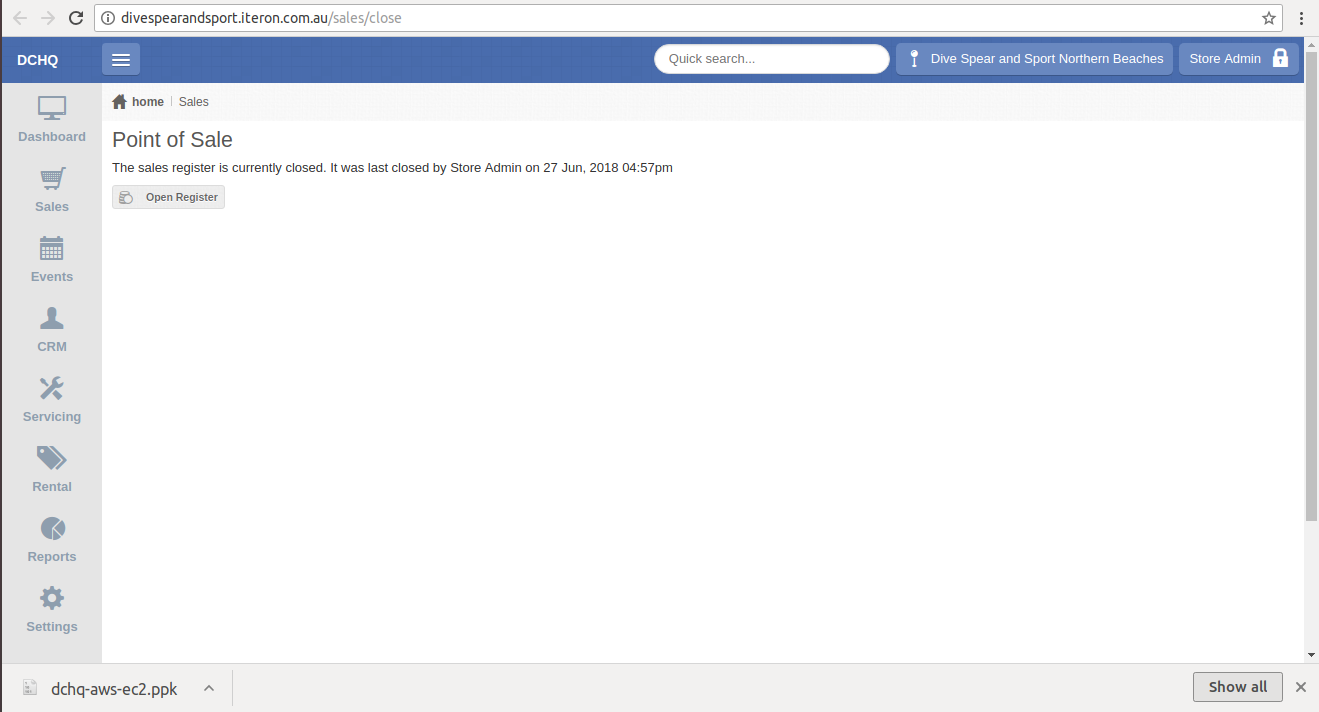 divespearandsport.iteron.com.au/sales/close
DCHQ
Quick search...
Dive Spear and Sport Northern Beaches
Store Admin
Dashboard
Sales
Events
CRM
Servicing
Rental
Reports
Settings
home
Sales
Point of Sale
The sales register is currently closed. It was last closed by Store Admin on 27 Jun, 2018 04:57pm
Open Register
dchq-aws-ec2.ppk
Show all